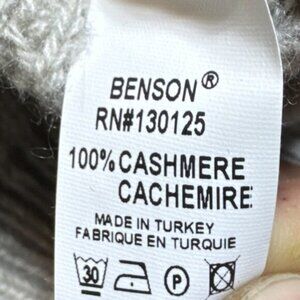 BENSON®
RN#130125
100% CASHMERE
CACHEMIRE
MADE IN TURKEY
FABRIQUE EN TURQUIE
30 P